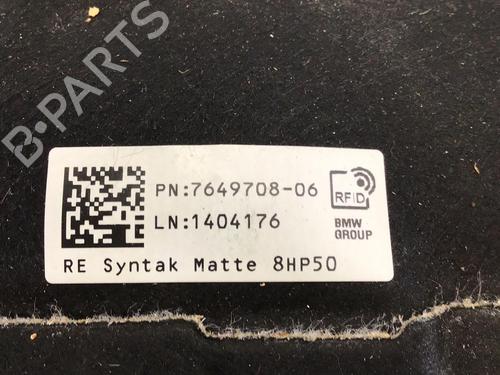 B-PARTS
PN:7649708-06
LN:1404176
RFID
BMW
GROUP
RE Syntak Matte 8HP50